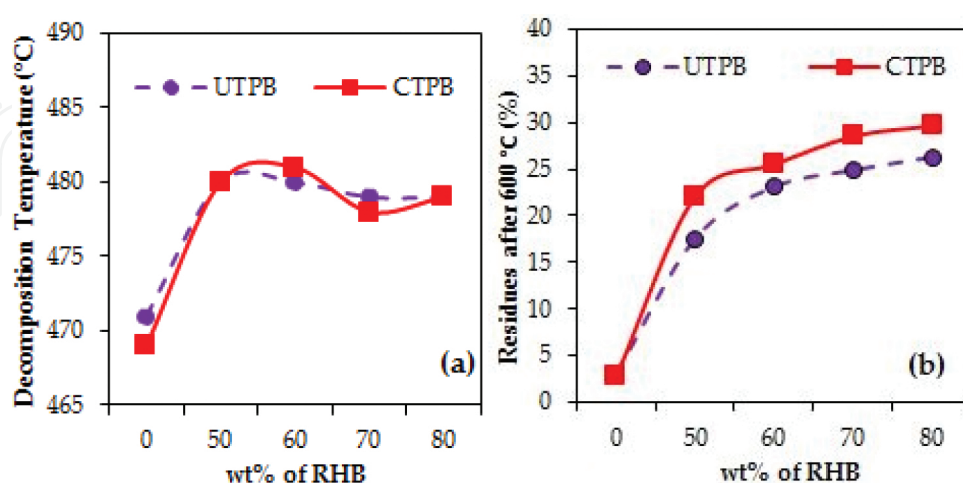 Decomposition Temperature (°C)
490
485
480
475
470
465
UTPB
CTPB
(a)
0 50 60 70 80
wt% of RHB
Residues after 600 °C (%)
40
35
30
25
20
15
10
5
0
UTPB
CTPB
(b)
0 50 60 70 80
wt% of RHB